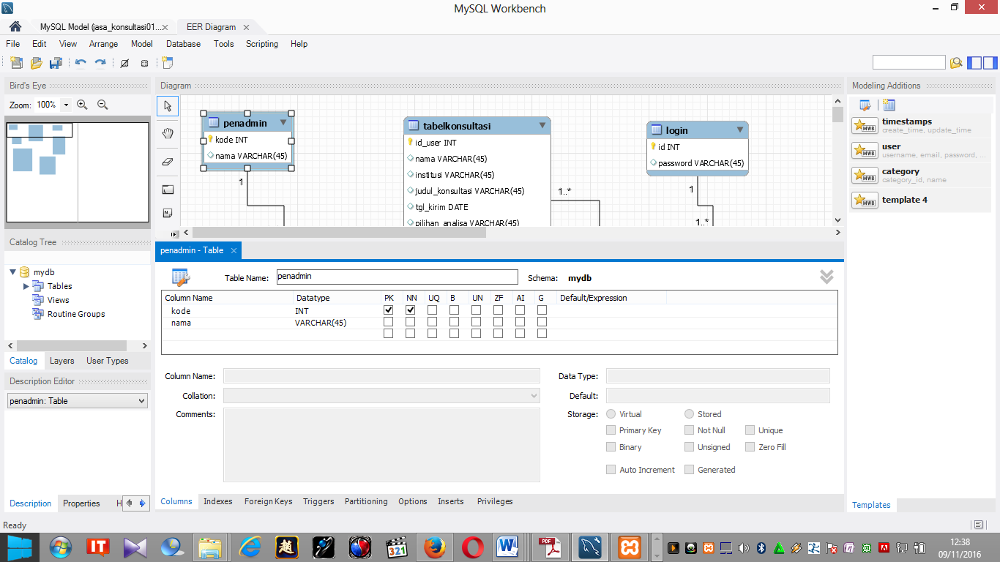 MySQL Workbench
MySQL Model (jasa_konsultasi01...
EER Diagram
File Edit View Arrange Model Database Tools Scripting Help
Bird's Eye
Zoom: 100%
Catalog Tree
mydb
Tables
Views
Routine Groups
Catalog Layers User Types
Description Editor
penadmin: Table
Description Properties H
Diagram
penadmin
kode INT
nama VARCHAR(45)
1
tabelkonsultasi
id_user INT
nama VARCHAR(45)
institusi VARCHAR(45)
judul_konsultasi VARCHAR(45)
tgl_kirim DATE
pilihan_analisa VARCHAR(45)
1..*
login
id INT
password VARCHAR(45)
1
1..*
penadmin - Table
Table Name: penadmin Schema: mydb
Column Name Datatype PK NN UQ B UN ZF AI G Default/Expression
kode INT
nama VARCHAR(45)
Column Name: Data Type:
Collation: Default:
Comments: Storage: Virtual Stored
Primary Key Not Null Unique
Binary Unsigned Zero Fill
Auto Increment Generated
Columns Indexes Foreign Keys Triggers Partitioning Options Inserts Privileges
Modeling Additions
MWB timestamps
create_time, update_time
MWB user
username, email, password, ...
MWB category
category_id, name
MWB template 4
Templates
Ready
IT
321
PDF
12:38
09/11/2016